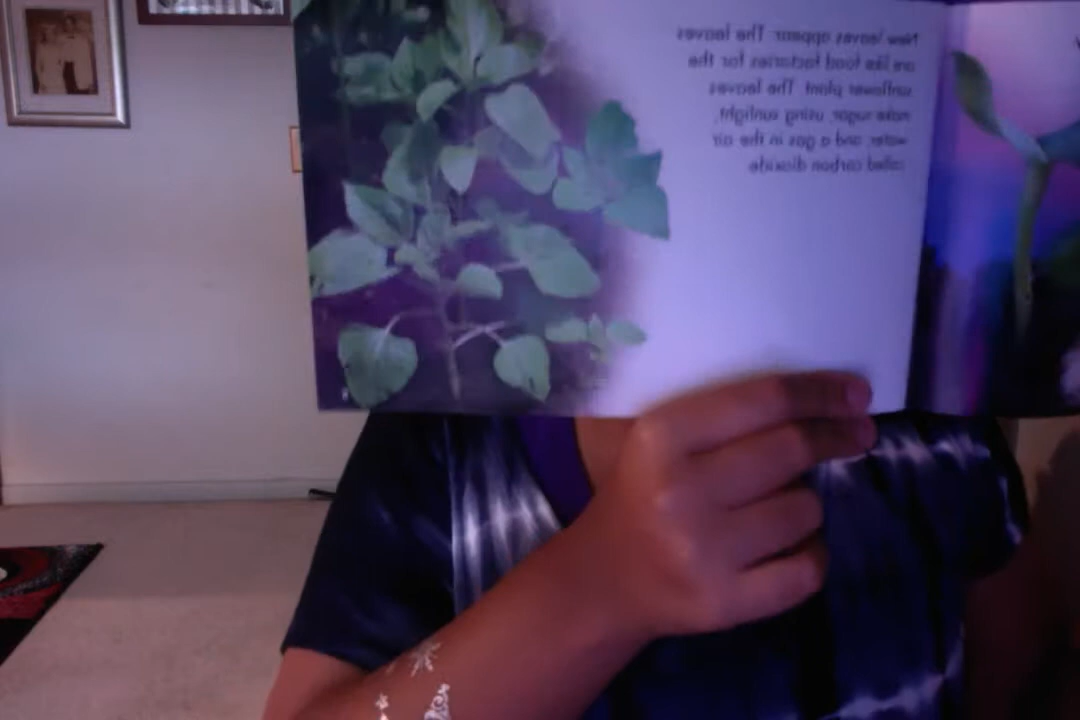 New leaves appear. The leaves
are like food factories for the
sunflower plant. The leaves
make sugar, using sunlight,
water, and a gas in the air
called carbon dioxide.